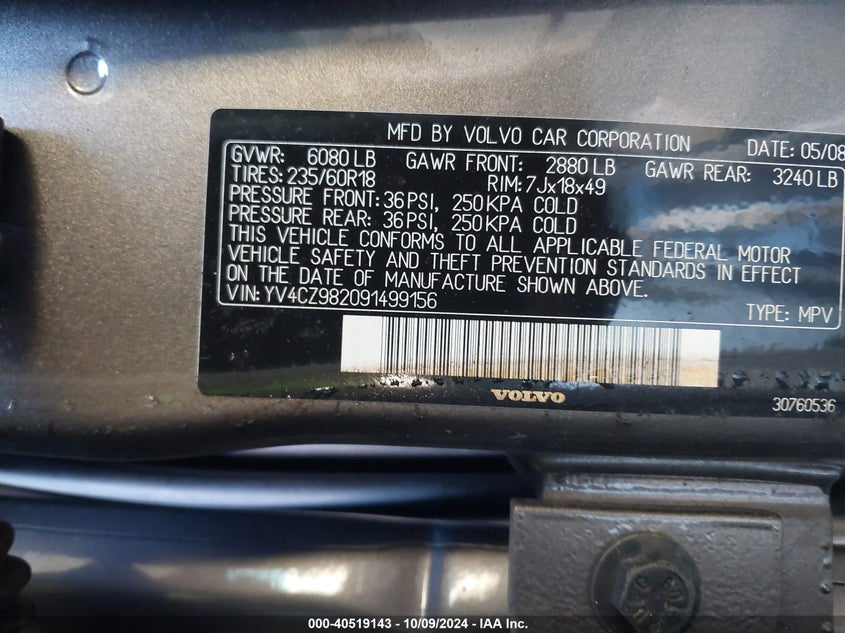 MFD BY VOLVO CAR CORPORATION DATE: 05/08
GVWR: 6080 LB GAWR FRONT: 2880 LB GAWR REAR: 3240 LB
TIRES: 235/60R18 RIM: 7Jx18x49
PRESSURE FRONT: 36 PSI, 250 KPA COLD
PRESSURE REAR: 36 PSI, 250 KPA COLD
THIS VEHICLE CONFORMS TO ALL APPLICABLE FEDERAL MOTOR
VEHICLE SAFETY AND THEFT PREVENTION STANDARDS IN EFFECT
ON THE DATE OF MANUFACTURE SHOWN ABOVE.
VIN: YV4CZ982091499156 TYPE: MPV
VOLVO
30760536
000-40519143 - 10/09/2024 - IAA Inc.